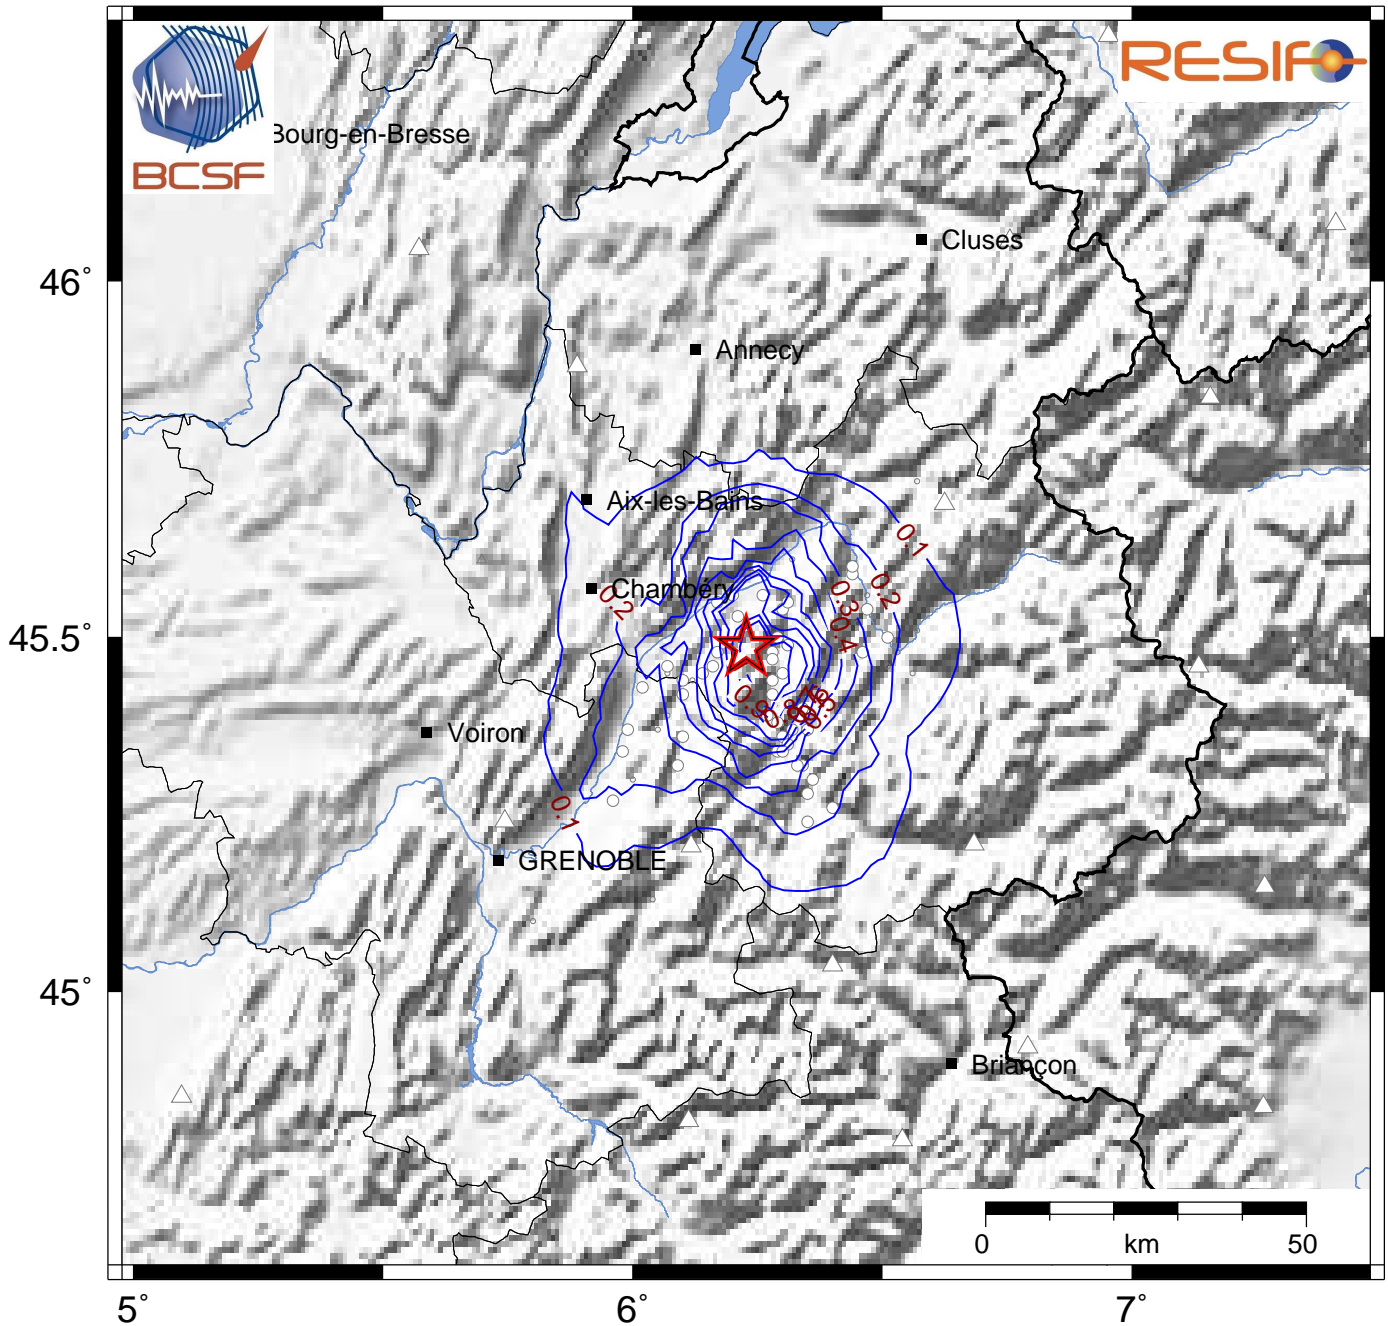 BCSF
RESIF
Bourg-en-Bresse
Cluses
46°
Annecy
Aix-les-Bains
0.1
Chambéry
0.2
0.3
0.2
0.4
45.5°
Voiron
0.1
GRENOBLE
45°
Briançon
0 km 50
5° 6° 7°